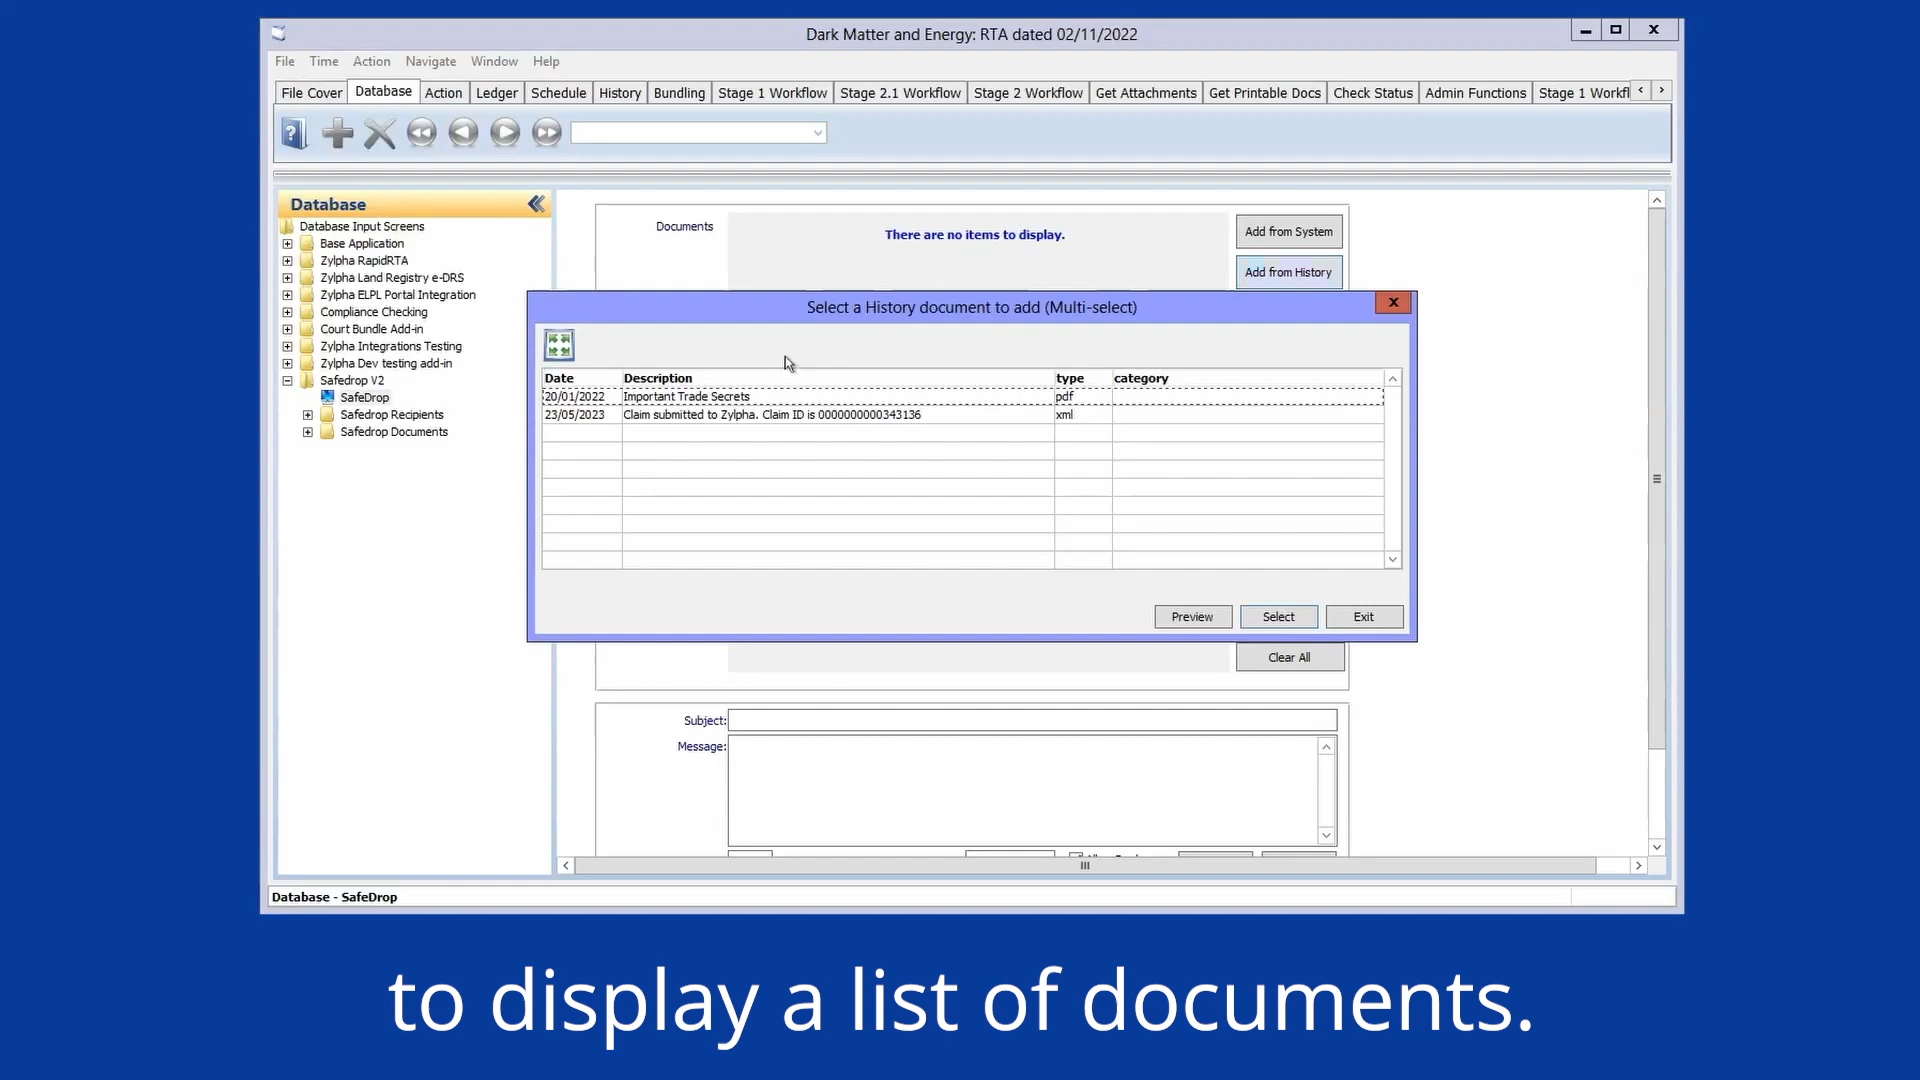 Dark Matter and Energy: RTA dated 02/11/2022
File Time Action Navigate Window Help
File Cover Database Action Ledger Schedule History Bundling Stage 1 Workflow Stage 2.1 Workflow Stage 2 Workflow Get Attachments Get Printable Docs Check Status Admin Functions Stage 1 Workfl
Database
Database Input Screens
Base Application
Zylpha RapidRTA
Zylpha Land Registry e-DRS
Zylpha ELPL Portal Integration
Compliance Checking
Court Bundle Add-in
Zylpha Integrations Testing
Zylpha Dev testing add-in
Safedrop V2
SafeDrop
Safedrop Recipients
Safedrop Documents
Documents
There are no items to display.
Add from System
Add from History
Select a History document to add (Multi-select)
Date Description type category
20/01/2022 Important Trade Secrets pdf
23/05/2023 Claim submitted to Zylpha. Claim ID is 0000000000343136 xml
Preview Select Exit
Clear All
Subject:
Message:
Database - SafeDrop
to display a list of documents.